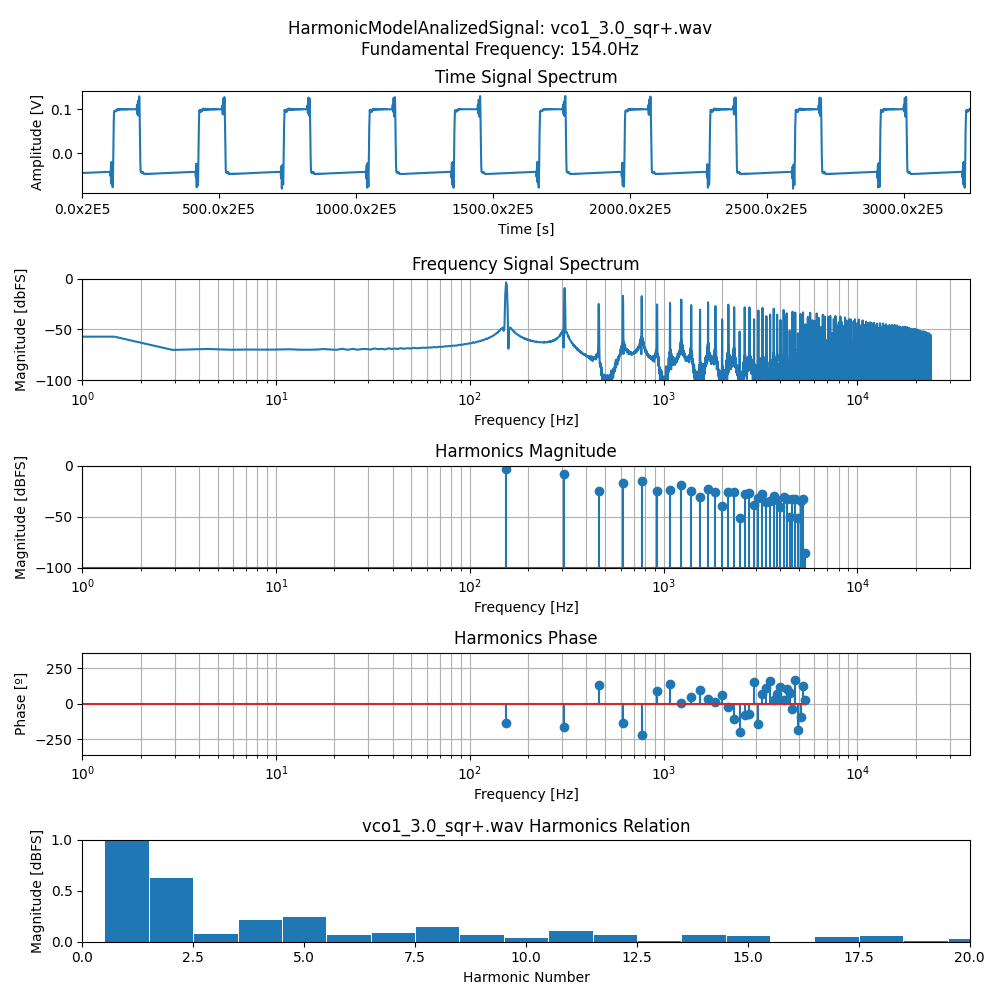 HarmonicModelAnalizedSignal: vco1_3.0_sqr+.wav
Fundamental Frequency: 154.0Hz
Time Signal Spectrum
Amplitude [V]
0.1
0.0
0.0x2E5 500.0x2E5 1000.0x2E5 1500.0x2E5 2000.0x2E5 2500.0x2E5 3000.0x2E5
Time [s]
Frequency Signal Spectrum
Magnitude [dbFS]
0
−50
−100
10^0 10^1 10^2 10^3 10^4
Frequency [Hz]
Harmonics Magnitude
Magnitude [dBFS]
0
−50
−100
10^0 10^1 10^2 10^3 10^4
Frequency [Hz]
Harmonics Phase
Phase [º]
250
0
−250
10^0 10^1 10^2 10^3 10^4
Frequency [Hz]
vco1_3.0_sqr+.wav Harmonics Relation
Magnitude [dBFS]
1.0
0.5
0.0
0.0 2.5 5.0 7.5 10.0 12.5 15.0 17.5 20.0
Harmonic Number